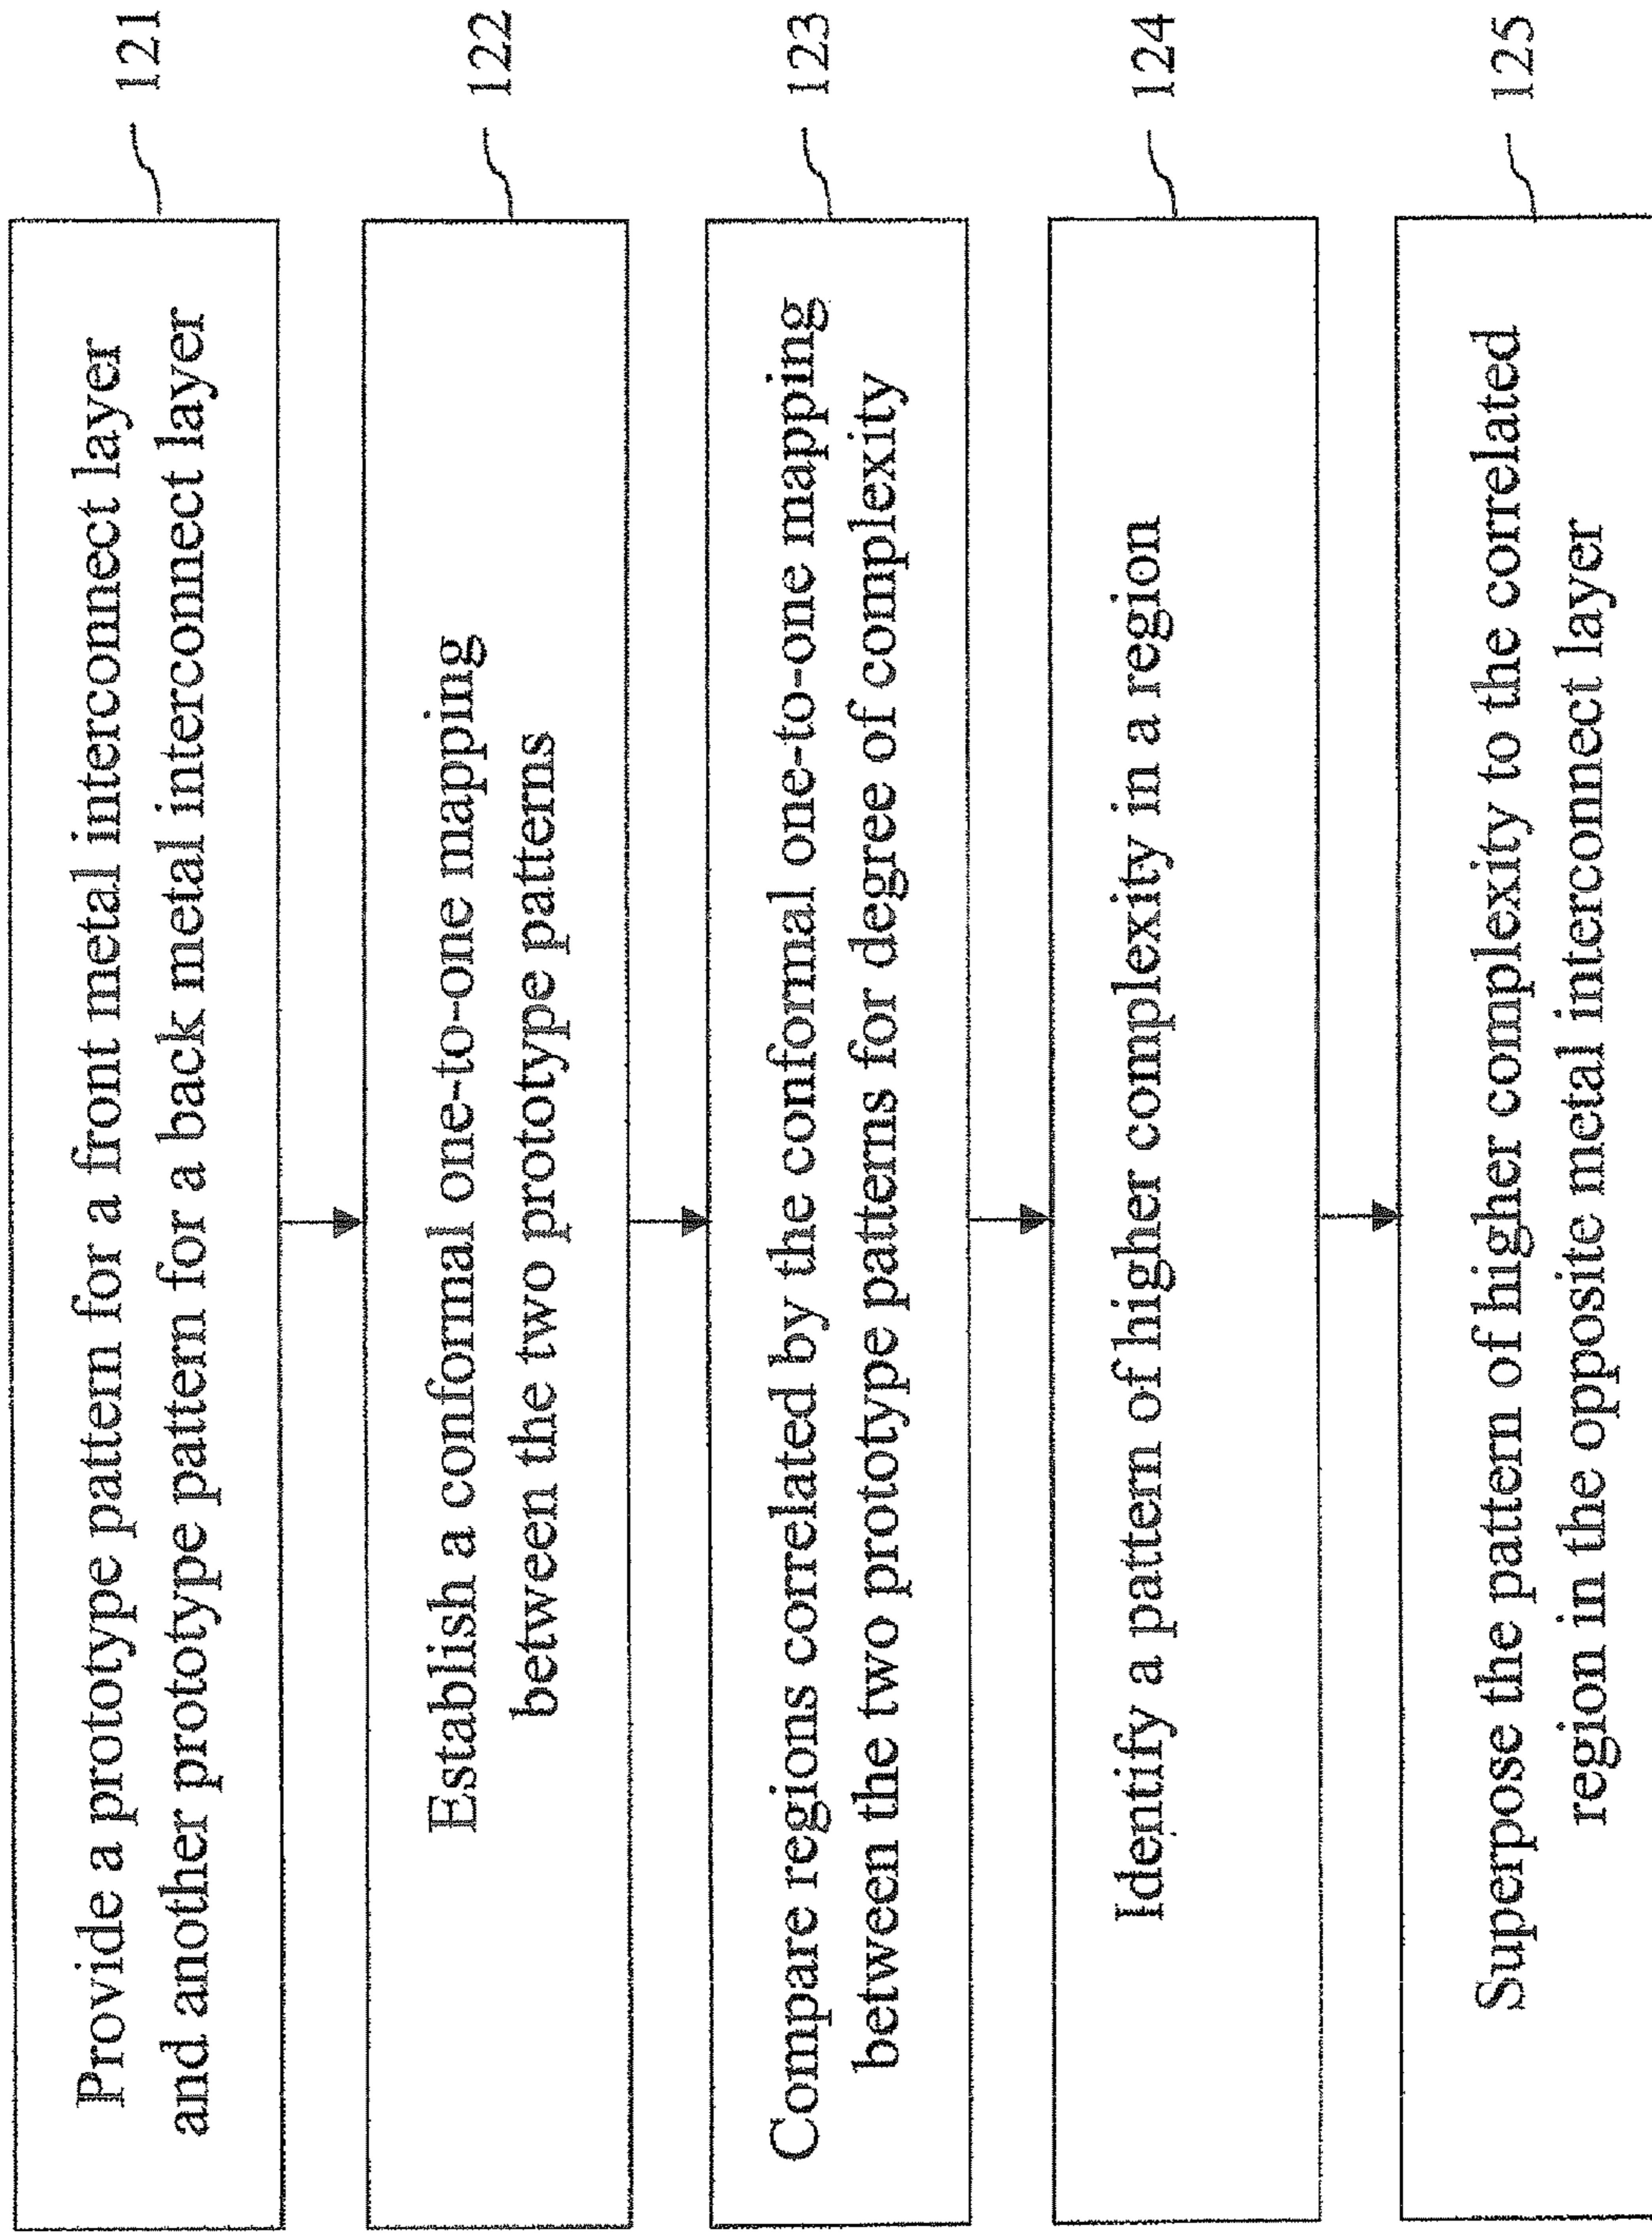 Provide a prototype pattern for a front metal interconnect layer
and another prototype pattern for a back metal interconnect layer
121
Establish a conformal one-to-one mapping
between the two prototype patterns
122
Compare regions correlated by the conformal one-to-one mapping
between the two prototype patterns for degree of complexity
123
Identify a pattern of higher complexity in a region
124
Superpose the pattern of higher complexity to the correlated
region in the opposite metal interconnect layer
125